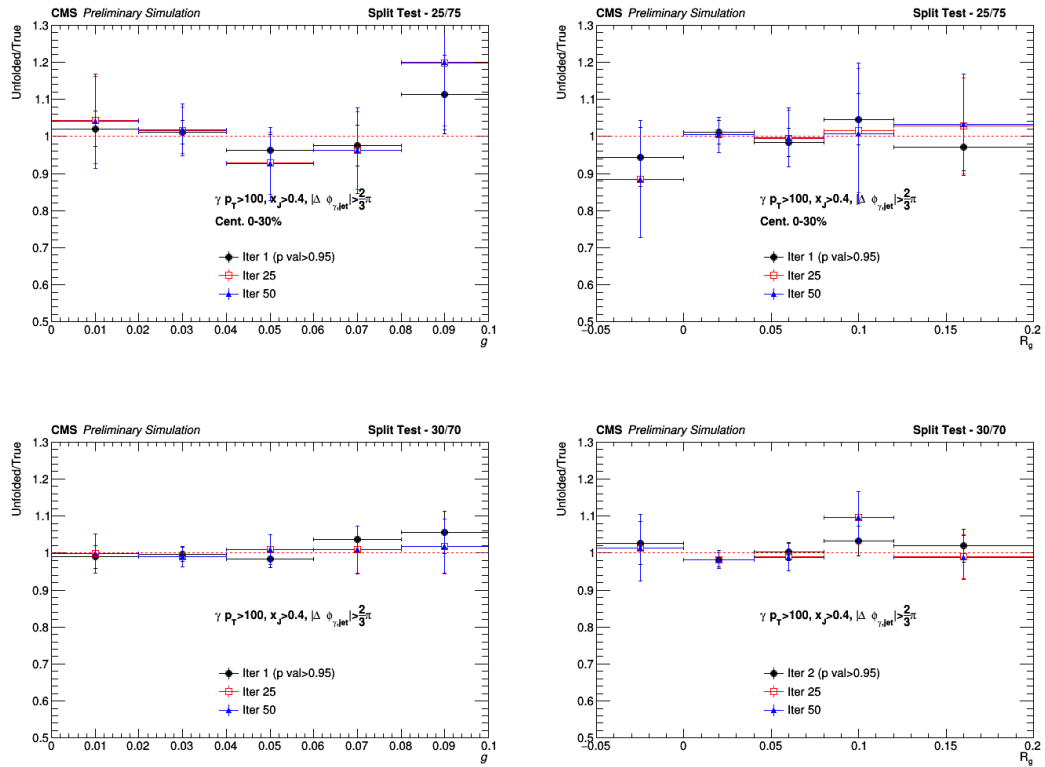 CMS Preliminary Simulation Split Test - 25/75
Unfolded/True
1.3
1.2
1.1
1
0.9
0.8
0.7
0.6
0.5
γ p_T>100, x_J>0.4, |Δ ϕ_γ,jet|>2/3π
Cent. 0-30%
Iter 1 (p val>0.95)
Iter 25
Iter 50
0 0.01 0.02 0.03 0.04 0.05 0.06 0.07 0.08 0.09 0.1
g
CMS Preliminary Simulation Split Test - 25/75
Unfolded/True
1.3
1.2
1.1
1
0.9
0.8
0.7
0.6
0.5
γ p_T>100, x_J>0.4, |Δ ϕ_γ,jet|>2/3π
Cent. 0-30%
Iter 1 (p val>0.95)
Iter 25
Iter 50
−0.05 0 0.05 0.1 0.15 0.2
R_g
CMS Preliminary Simulation Split Test - 30/70
Unfolded/True
1.3
1.2
1.1
1
0.9
0.8
0.7
0.6
0.5
γ p_T>100, x_J>0.4, |Δ ϕ_γ,jet|>2/3π
Iter 1 (p val>0.95)
Iter 25
Iter 50
0 0.01 0.02 0.03 0.04 0.05 0.06 0.07 0.08 0.09 0.1
g
CMS Preliminary Simulation Split Test - 30/70
Unfolded/True
1.3
1.2
1.1
1
0.9
0.8
0.7
0.6
0.5
γ p_T>100, x_J>0.4, |Δ ϕ_γ,jet|>2/3π
Iter 2 (p val>0.95)
Iter 25
Iter 50
−0.05 0 0.05 0.1 0.15 0.2
R_g